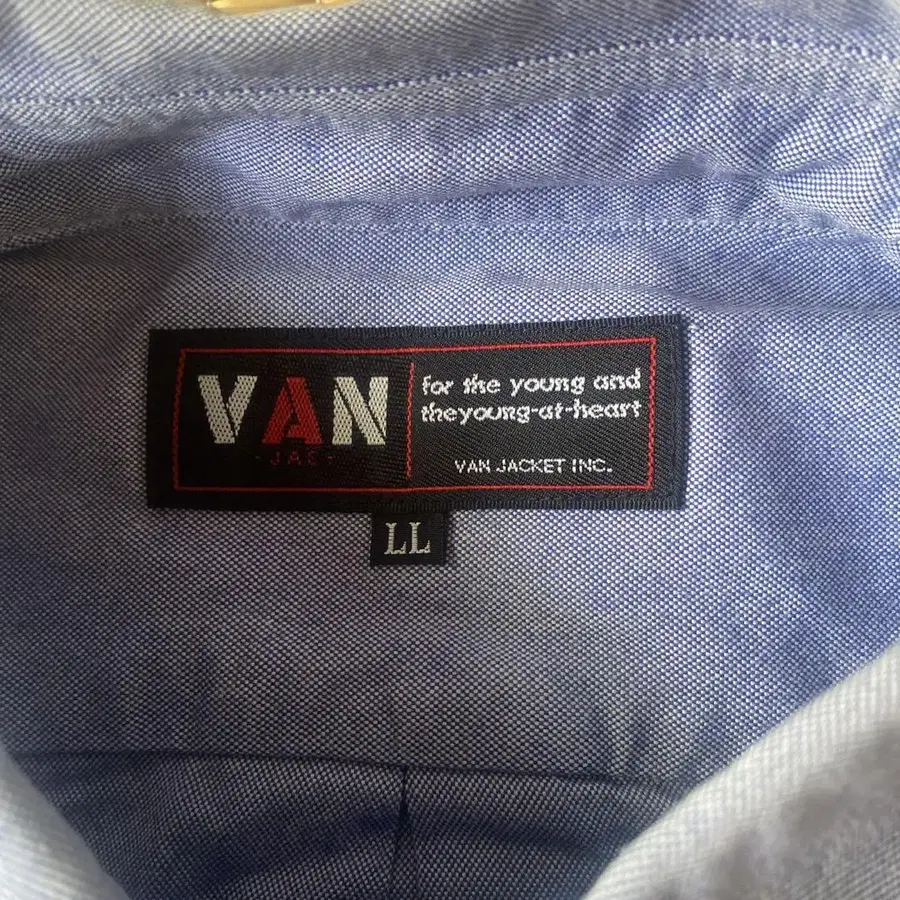 VAN
-JAC-
for the young and
theyoung-at-heart
VAN JACKET INC.
LL